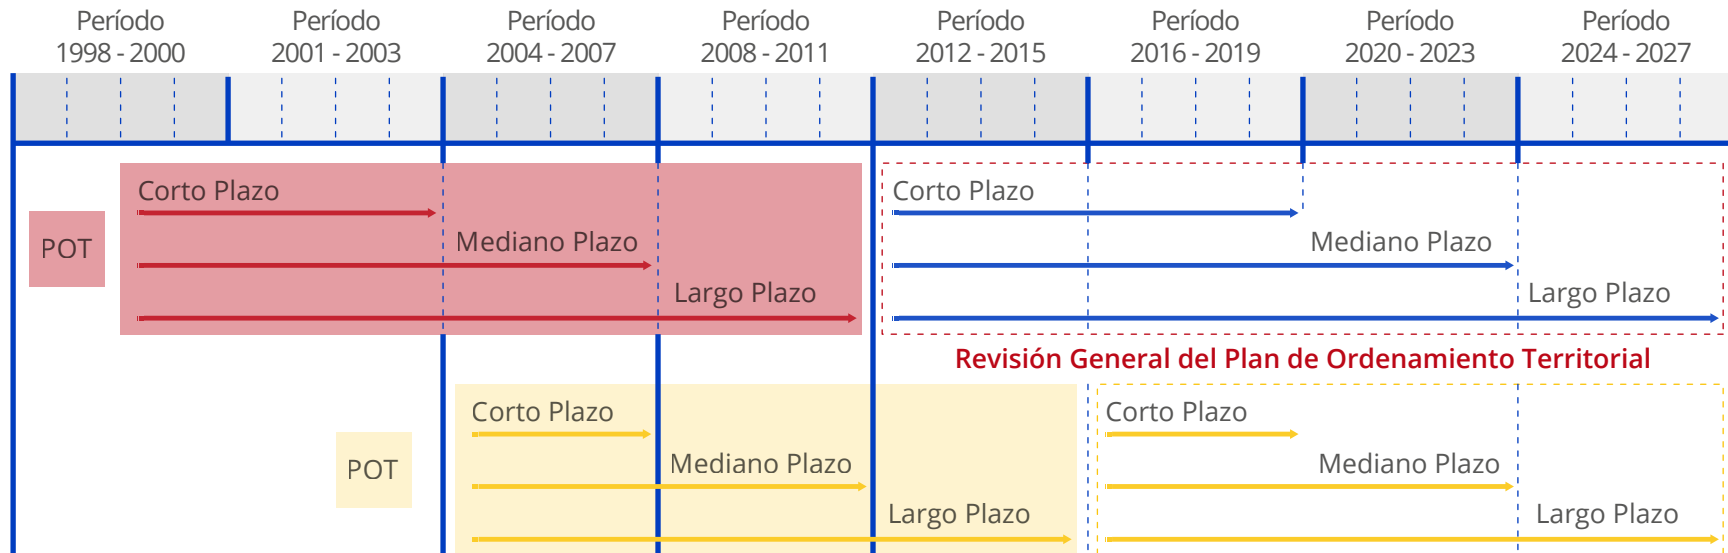 Período
1998 - 2000
Período
2001 - 2003
Período
2004 - 2007
Período
2008 - 2011
Período
2012 - 2015
Período
2016 - 2019
Período
2020 - 2023
Período
2024 - 2027
POT
Corto Plazo
Mediano Plazo
Largo Plazo
Corto Plazo
Mediano Plazo
Largo Plazo
Revisión General del Plan de Ordenamiento Territorial
POT
Corto Plazo
Mediano Plazo
Largo Plazo
Corto Plazo
Mediano Plazo
Largo Plazo